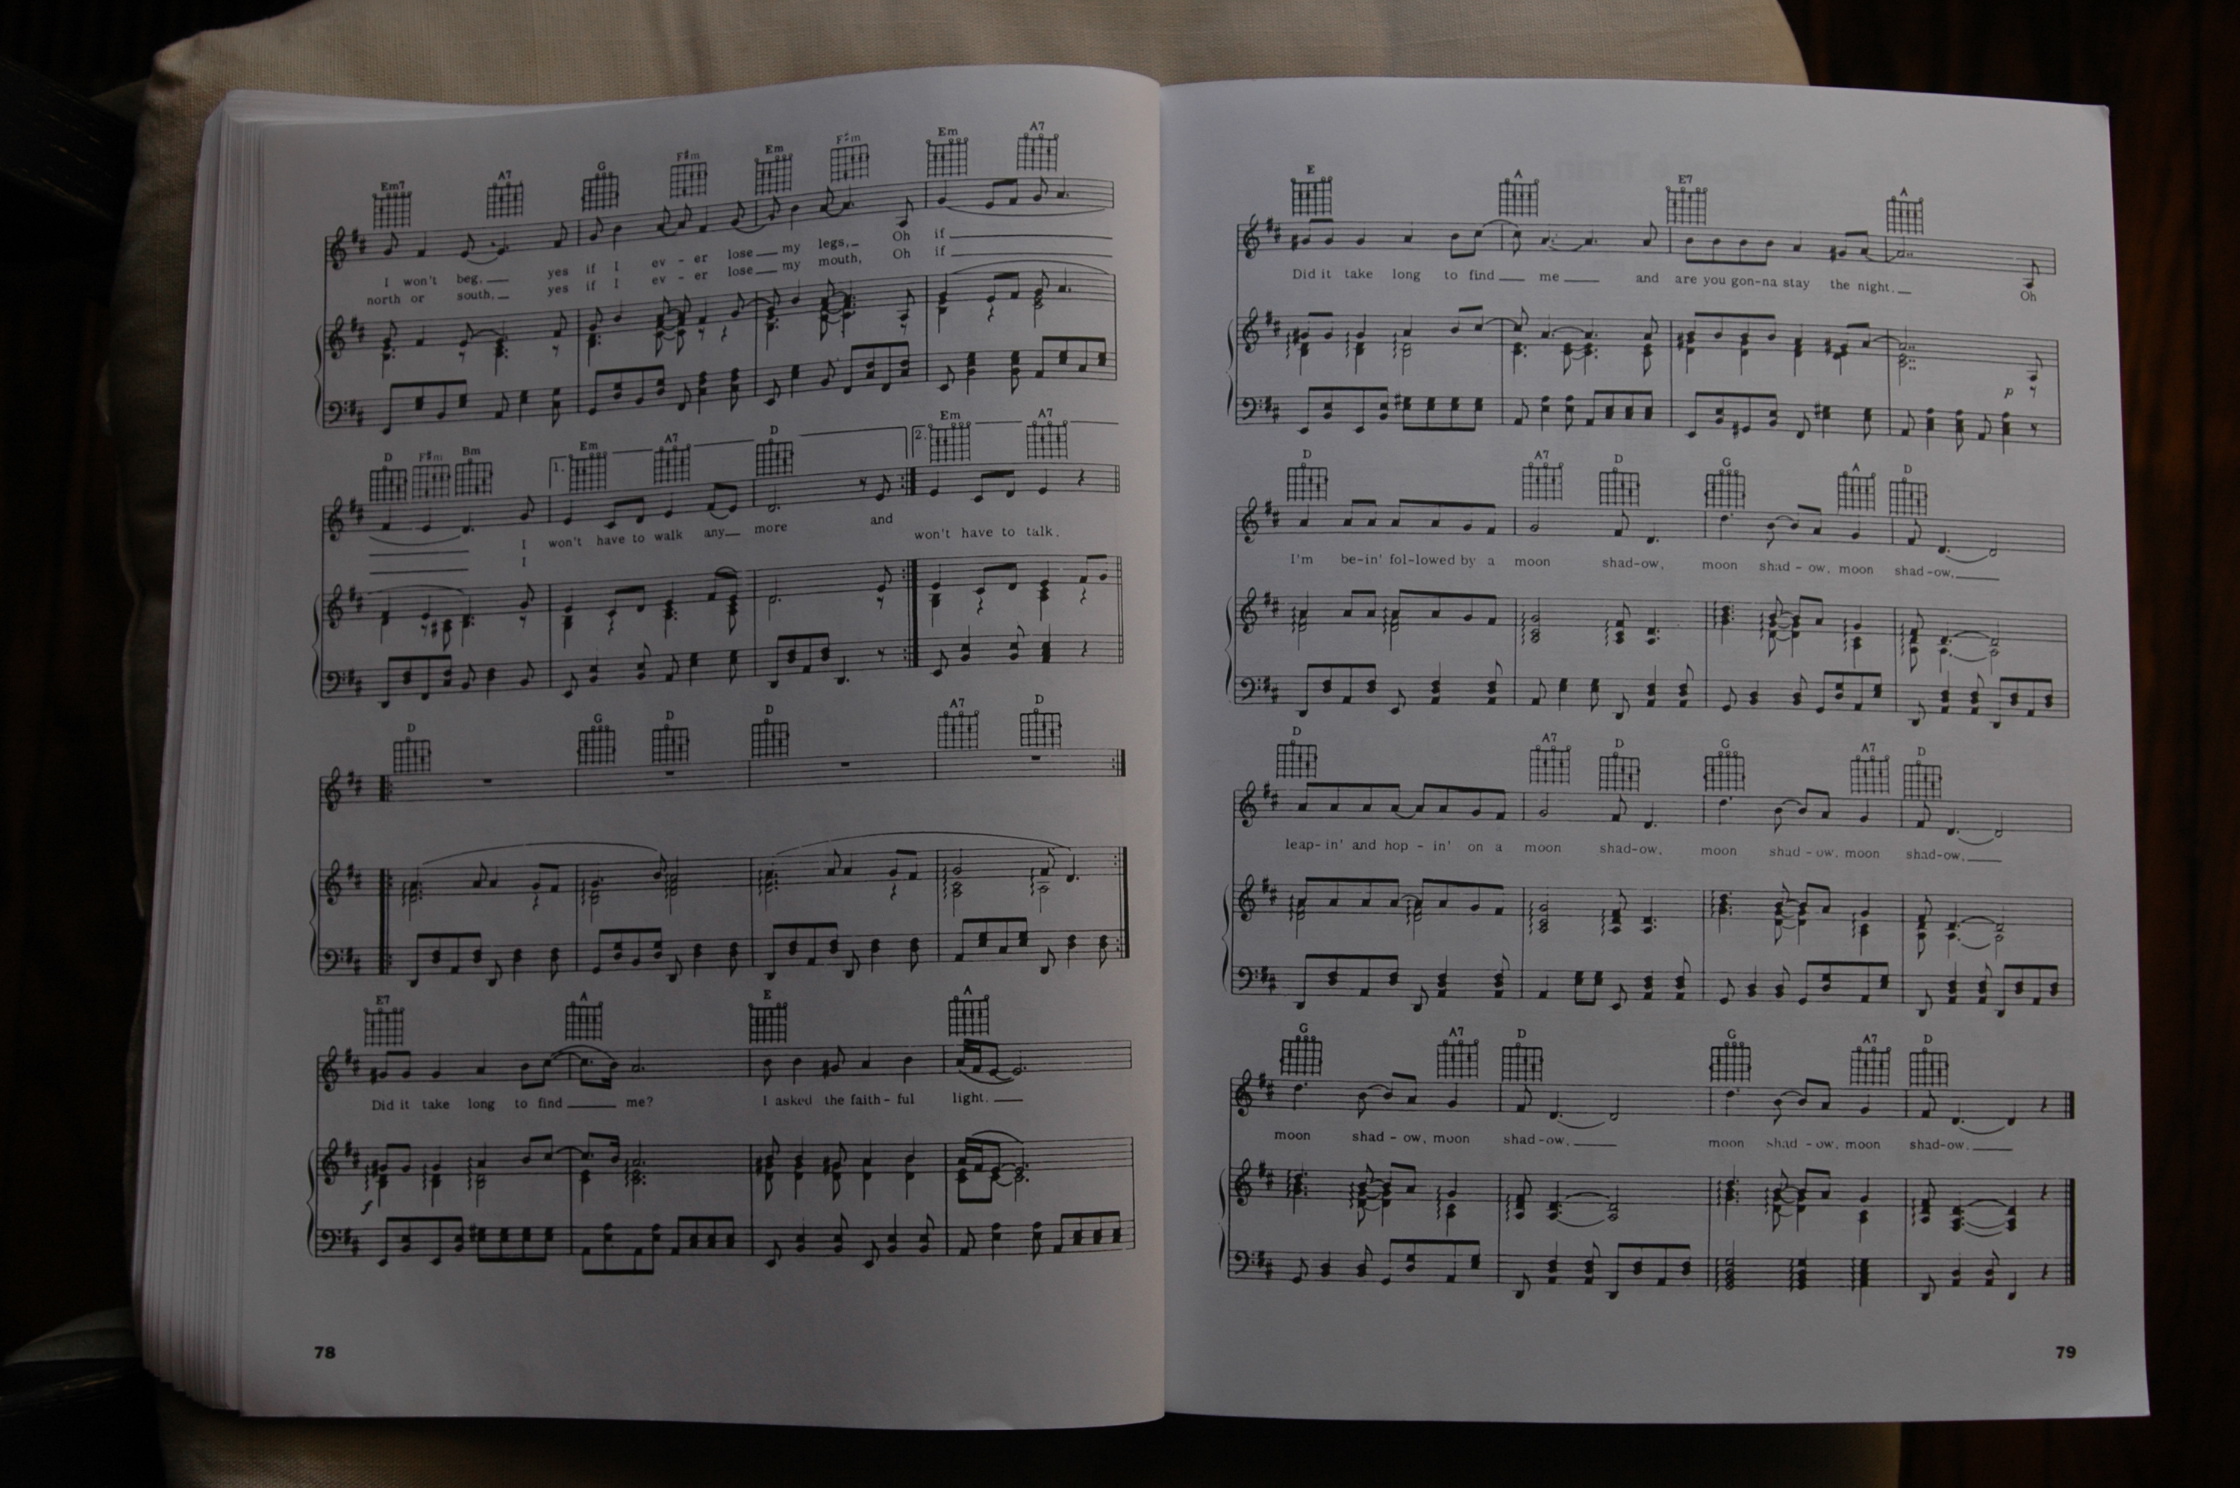 Em7 A7 G F#m Em F#m Em A7
I won't beg, yes if I ev - er lose my legs, Oh if
north or south, yes if I ev - er lose my mouth, Oh if
D F#m Bm 1. Em A7 D 2. Em A7
I won't have to walk any more and won't have to talk.
I
D G D D A7 D
E7 A E A
Did it take long to find me? I asked the faith - ful light.
f
78
E A E7 A
Did it take long to find me and are you gon-na stay the night. Oh
p
D A7 D G A D
I'm be-in' fol-lowed by a moon shad-ow, moon shad - ow, moon shad-ow,
D A7 D G A7 D
leap-in' and hop - in' on a moon shad-ow. moon shad - ow. moon shad-ow.
G A7 D G A7 D
moon shad - ow, moon shad-ow. moon shad - ow. moon shad-ow.
79